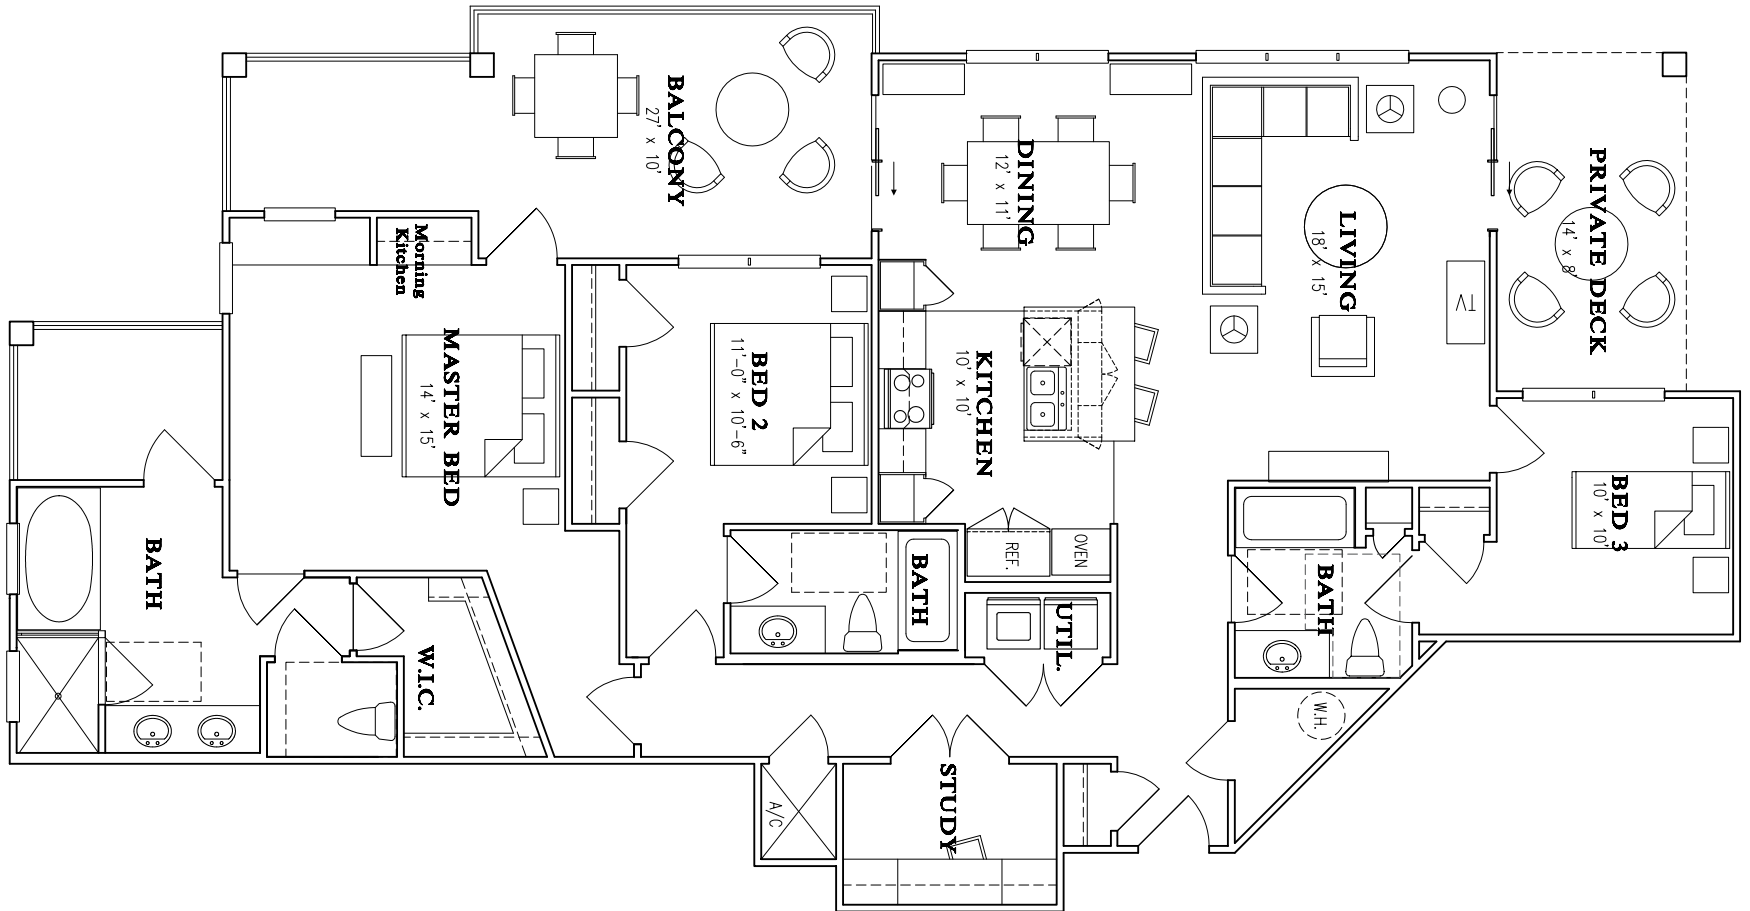 BALCONY
27' x 10'
DINING
12' x 11'
LIVING
18' x 15'
PRIVATE DECK
14' x 8'
Morning
Kitchen
MASTER BED
14' x 15'
BED 2
11'-0" x 10'-6"
KITCHEN
10' x 10'
TV
BED 3
10' x 10'
BATH
BATH
REF.
OVEN
BATH
UTIL.
W.I.C.
W.H.
A/C
STUDY